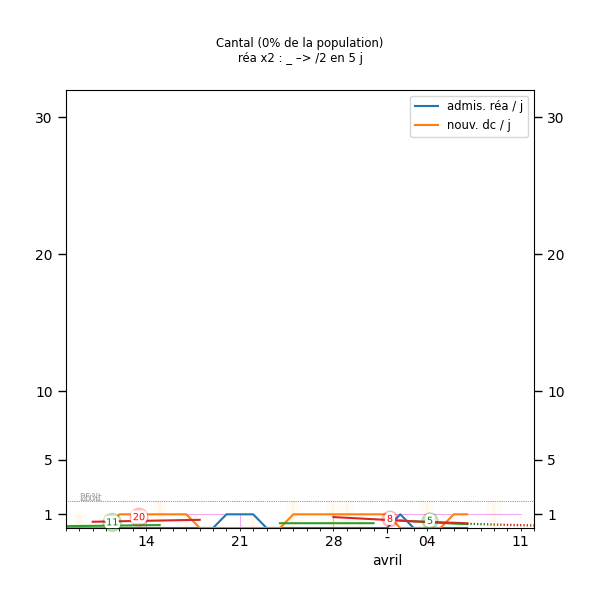 Cantal (0% de la population)
réa x2 : _ –> /2 en 5 j
admis. réa / j
nouv. dc / j
30 30
20 20
10 10
5 5
1 1
11 20 8 5
14 21 28 - 04 11
avril